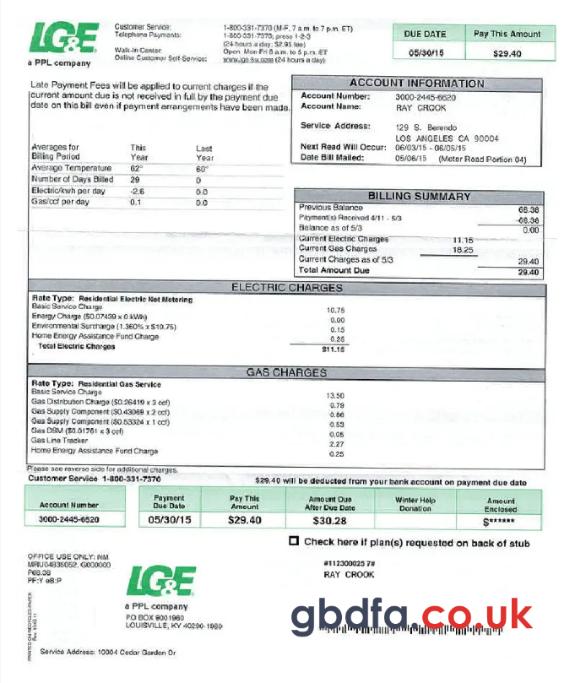 LG&E
a PPL company
Customer Service: 1-800-331-7370 (M-F, 7 a.m. to 7 p.m. ET)
Telephone Payments: 1-800-331-7370, press 1-2-3
(24 hours a day; $2.95 fee)
Walk-in Center: Open Mon-Fri 8 a.m. to 5 p.m. ET
Online Customer Self-Service: (24 hours a day)
DUE DATE Pay This Amount
05/30/15 $29.40
Late Payment Fees will be applied to current charges if the
current amount due is not received in full by the payment due
date on this bill even if payment arrangements have been made.
ACCOUNT INFORMATION
Account Number: 3000-2445-6520
Account Name: RAY CROOK
Service Address: 129 S. Berendo
LOS ANGELES CA 90004
Next Read Will Occur: 06/03/15 - 06/05/15
Date Bill Mailed: 05/06/15 (Meter Read Portion 04)
Averages for This Last
Billing Period Year Year
Average Temperature 62° 60°
Number of Days Billed 29 0
Electric/kwh per day -2.6 0.0
Gas/ccf per day 0.1 0.0
BILLING SUMMARY
Previous Balance 68.36
Payment(s) Received 4/11 - 5/3 -68.36
Balance as of 5/3 0.00
Current Electric Charges 11.15
Current Gas Charges 18.25
Current Charges as of 5/3 29.40
Total Amount Due 29.40
ELECTRIC CHARGES
Rate Type: Residential Electric Net Metering
Basic Service Charge 10.75
Energy Charge ($0.07439 x 0 kWh) 0.00
Environmental Surcharge (1.360% x $10.75) 0.15
Home Energy Assistance Fund Charge 0.25
Total Electric Charges $11.15
GAS CHARGES
Rate Type: Residential Gas Service
Basic Service Charge 13.50
Gas Distribution Charge ($0.26419 x 3 ccf) 0.79
Gas Supply Component ($0.43069 x 2 ccf) 0.86
Gas Supply Component ($0.53324 x 1 ccf) 0.53
Gas DSM ($0.01761 x 3 ccf) 0.05
Gas Line Tracker 2.27
Home Energy Assistance Fund Charge 0.25
Please see reverse side for additional charges.
Customer Service 1-800-331-7370 $29.40 will be deducted from your bank account on payment due date
Account Number Payment Due Date Pay This Amount Amount Due After Due Date Winter Help Donation Amount Enclosed
3000-2445-6520 05/30/15 $29.40 $30.28 $******
Check here if plan(s) requested on back of stub
OFFICE USE ONLY:
P68.36
#112300025 7#
RAY CROOK
LG&E
a PPL company
PO BOX 9001960
LOUISVILLE, KY 40290-1960
gbdfa.co.uk
PRINTED ON RECYCLED PAPER
Service Address: 10004 Cedar Garden Dr